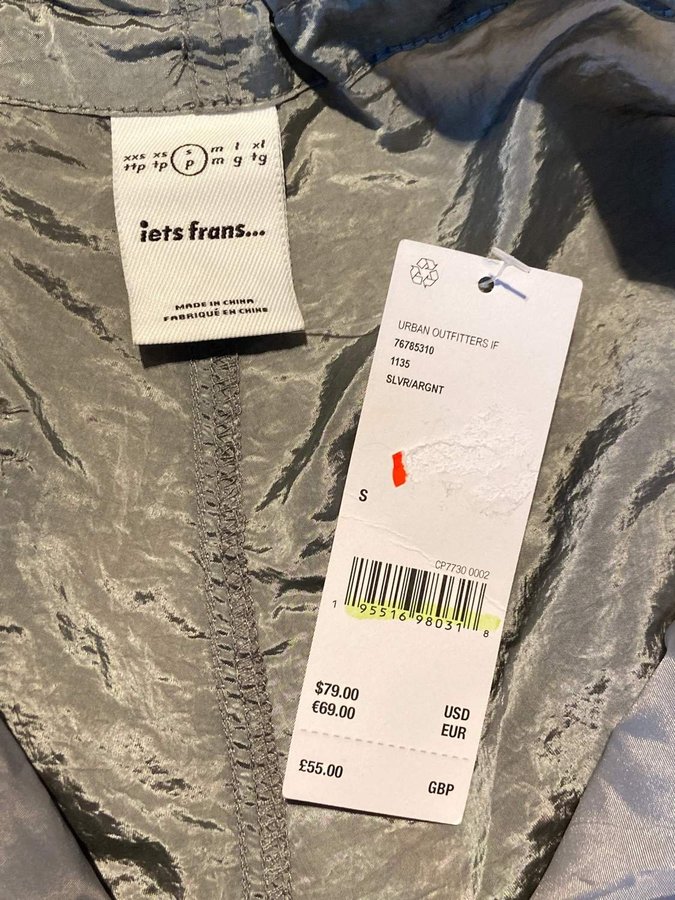 xxs xs s m l xl
ttp tp p m g tg
iets frans...
MADE IN CHINA
FABRIQUÉ EN CHINE
URBAN OUTFITTERS IF
76785310
1135
SLVR/ARGNT
S
CP7730 0002
1 95516 98031 8
$79.00 USD
€69.00 EUR
£55.00 GBP